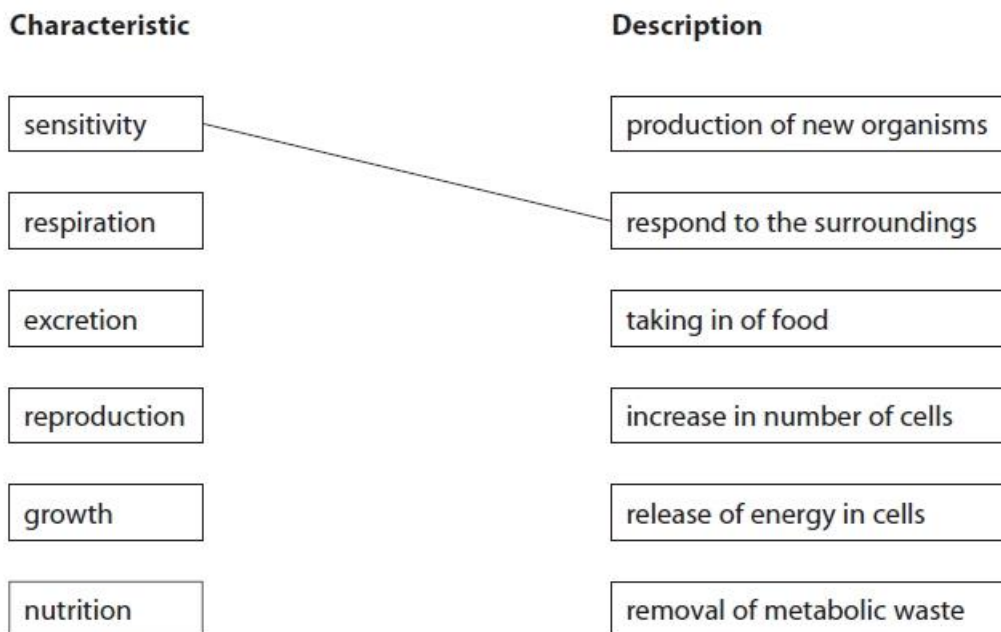 Characteristic Description
sensitivity production of new organisms
respiration respond to the surroundings
excretion taking in of food
reproduction increase in number of cells
growth release of energy in cells
nutrition removal of metabolic waste